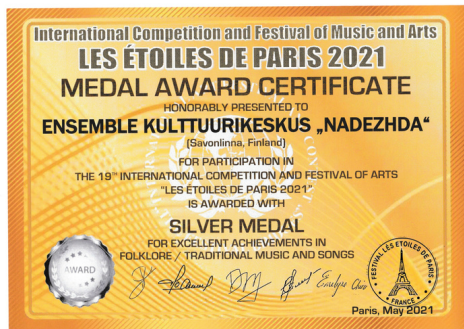 International Competition and Festival of Music and Arts
LES ÉTOILES DE PARIS 2021
MEDAL AWARD CERTIFICATE
HONORABLY PRESENTED TO
ENSEMBLE KULTTUURIKESKUS „NADEZHDA“
(Savonlinna, Finland)
FOR PARTICIPATION IN
THE 19TH INTERNATIONAL COMPETITION AND FESTIVAL OF ARTS
“LES ÉTOILES DE PARIS 2021”
IS AWARDED WITH
SILVER MEDAL
FOR EXCELLENT ACHIEVEMENTS IN
FOLKLORE / TRADITIONAL MUSIC AND SONGS
AWARD
FESTIVAL LES ETOILES DE PARIS
FRANCE
Paris, May 2021